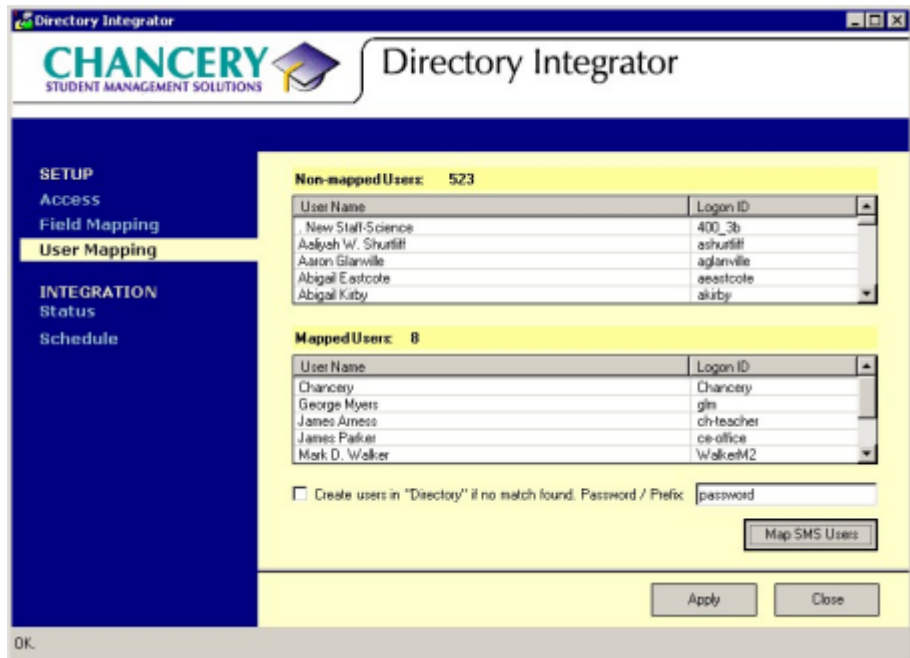 Directory Integrator
CHANCERY
STUDENT MANAGEMENT SOLUTIONS
Directory Integrator
SETUP
Access
Field Mapping
User Mapping
INTEGRATION
Status
Schedule
Non-mapped Users: 523
User Name Logon ID
. New Staff-Science 400_3b
Aaliyah W. Shurtliff ashurtliff
Aaron Glanville aglanville
Abigail Eastcote aeastcote
Abigail Kirby akirby
Mapped Users: 8
User Name Logon ID
Chancery Chancery
George Myers glm
James Arness ch-teacher
James Parker ce-office
Mark D. Walker WalkerM2
Create users in "Directory" if no match found. Password / Prefix: password
Map SMS Users
Apply Close
OK.